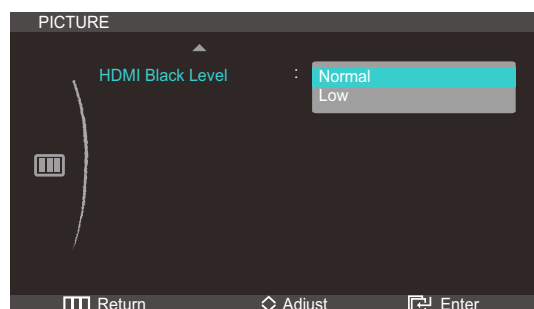 PICTURE
HDMI Black Level : Normal
Low
Return Adjust Enter